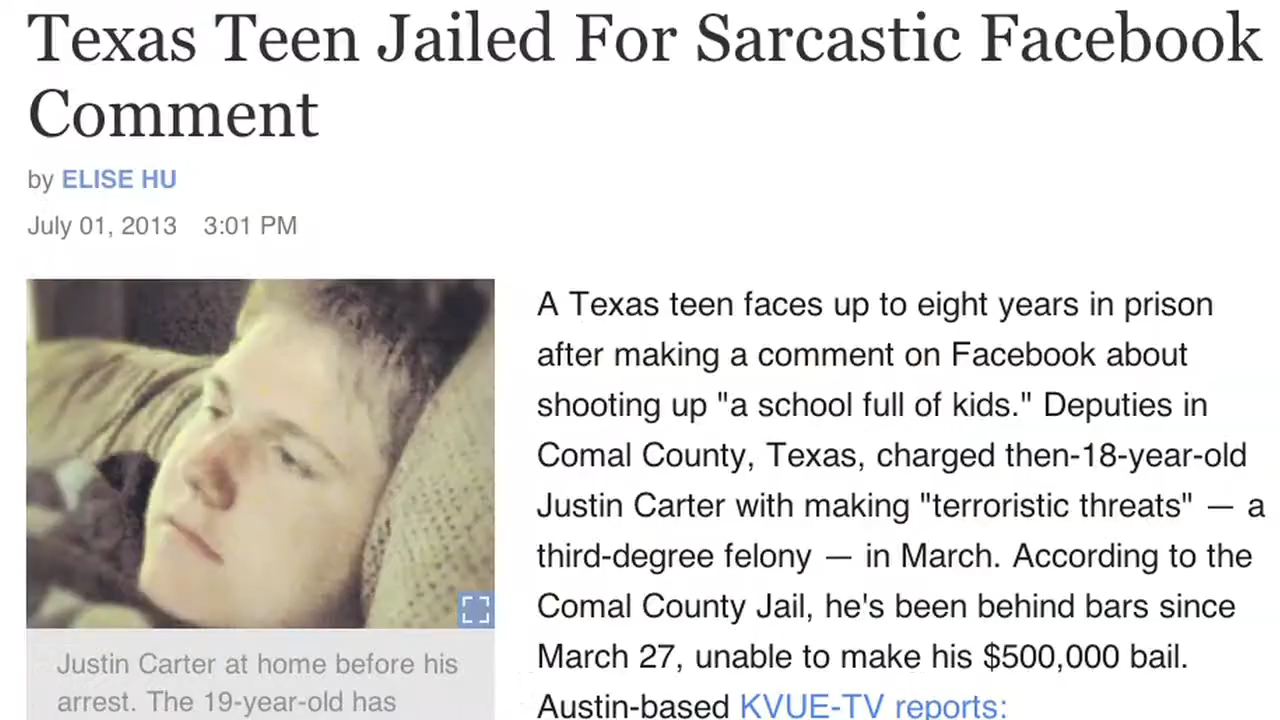 Texas Teen Jailed For Sarcastic Facebook
Comment
by ELISE HU
July 01, 2013 3:01 PM
A Texas teen faces up to eight years in prison
after making a comment on Facebook about
shooting up "a school full of kids." Deputies in
Comal County, Texas, charged then-18-year-old
Justin Carter with making "terroristic threats" — a
third-degree felony — in March. According to the
Comal County Jail, he's been behind bars since
March 27, unable to make his $500,000 bail.
Austin-based KVUE-TV reports:
Justin Carter at home before his
arrest. The 19-year-old has